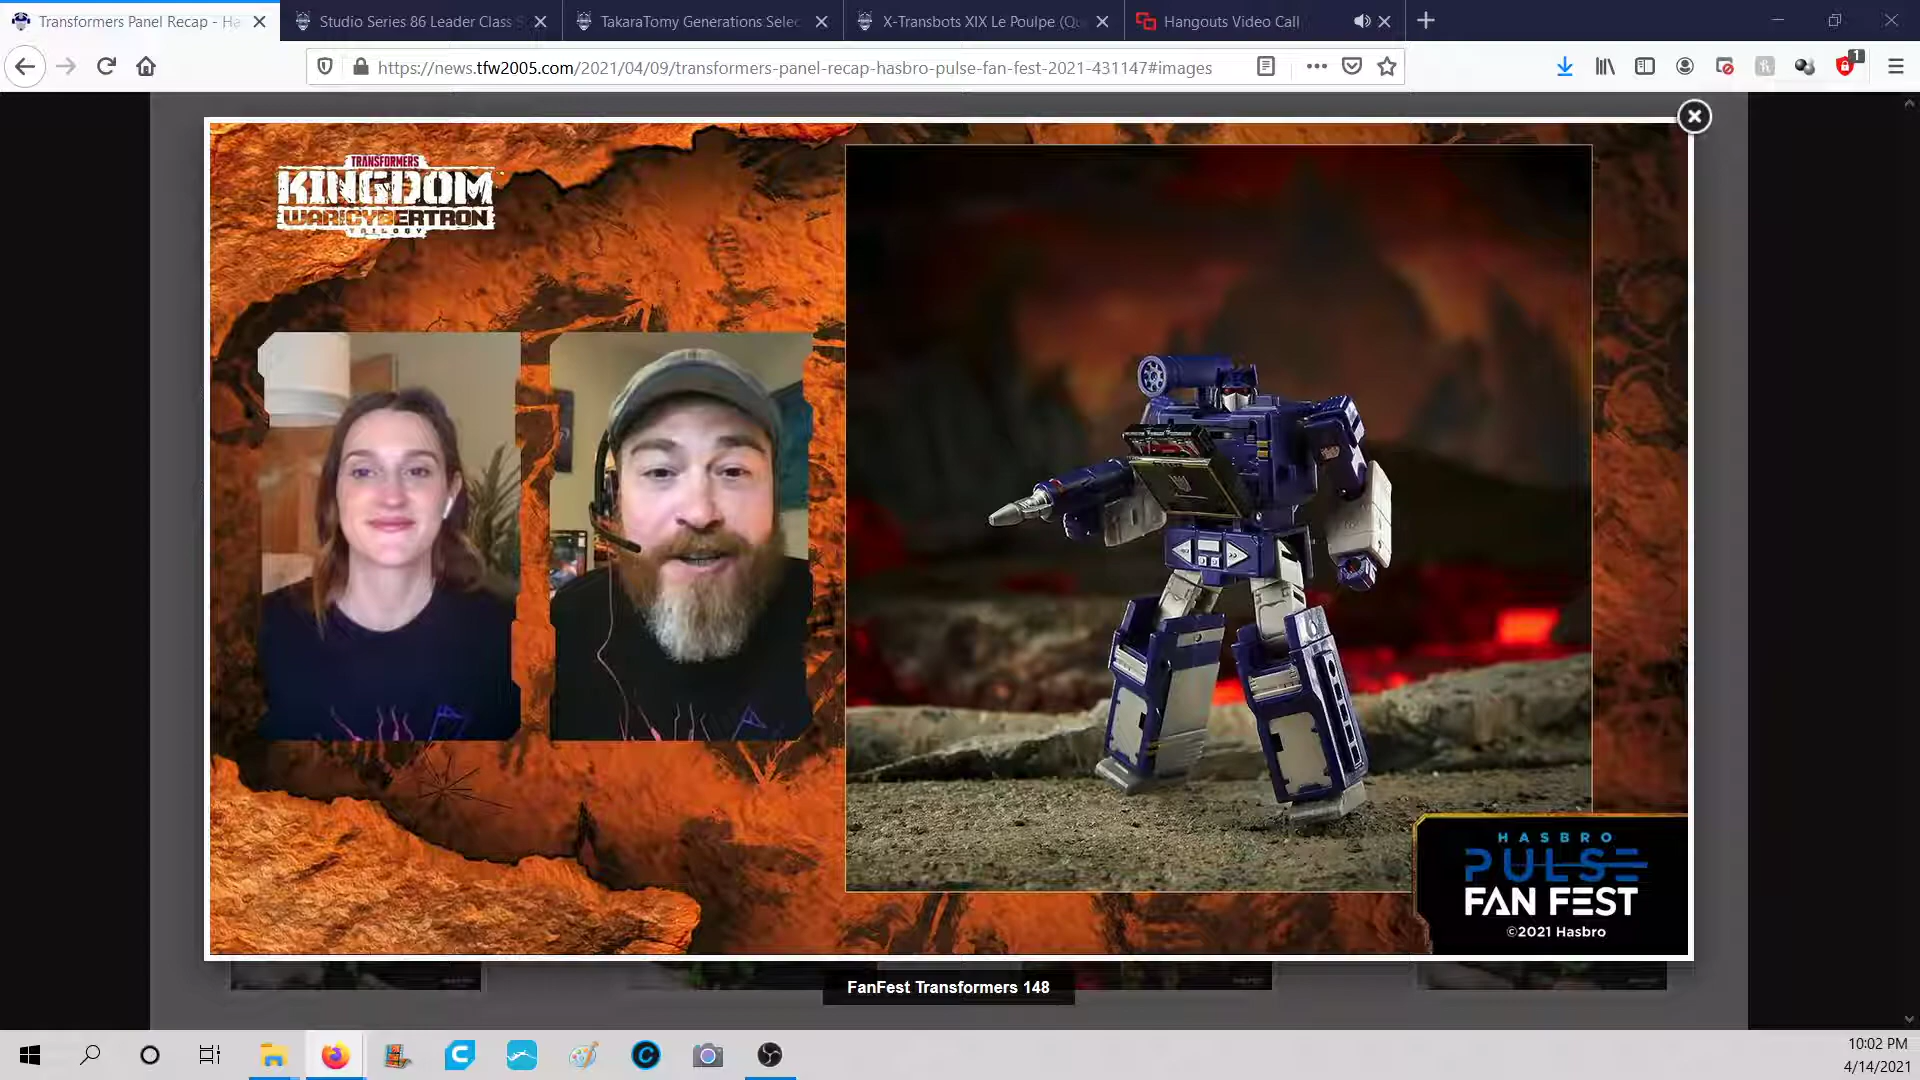 Transformers Panel Recap - Ha
Studio Series 86 Leader Class S
TakaraTomy Generations Selec
X-Transbots XIX Le Poulpe (Qu
Hangouts Video Call
https://news.tfw2005.com/2021/04/09/transformers-panel-recap-hasbro-pulse-fan-fest-2021-431147#images
1
TRANSFORMERS
KINGDOM
WAR FOR CYBERTRON
TRILOGY
HASBRO
PULSE
FAN FEST
©2021 Hasbro
FanFest Transformers 148
10:02 PM
4/14/2021